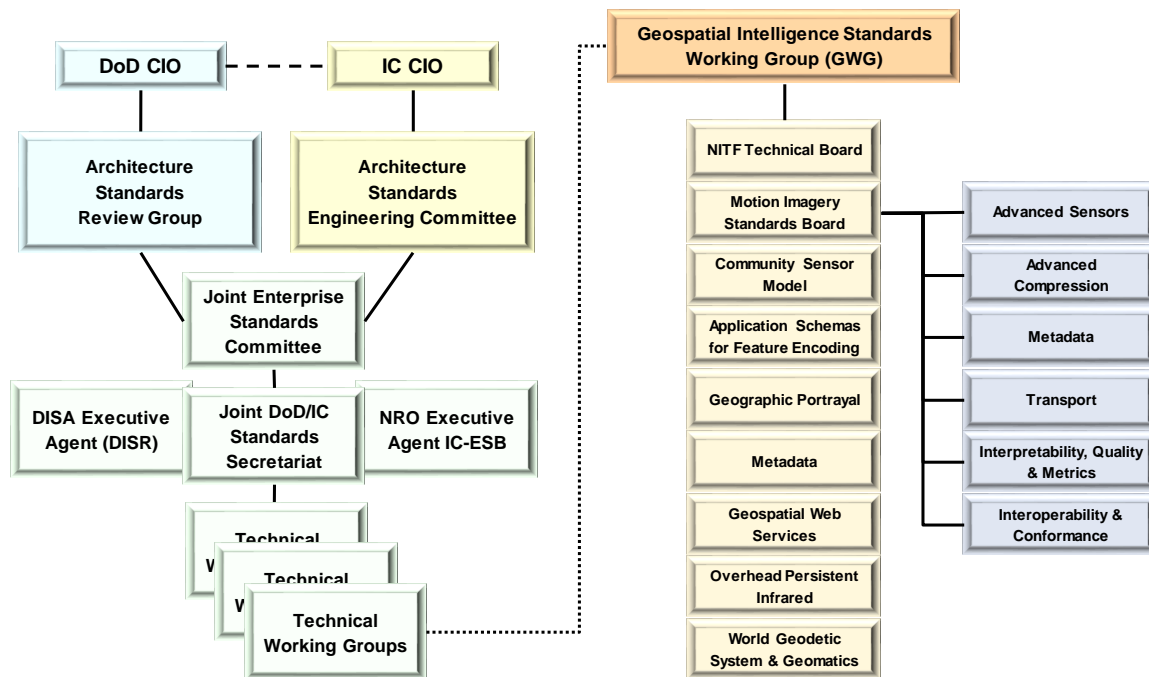 DoD CIO
IC CIO
Architecture
Standards
Review Group
Architecture
Standards
Engineering Committee
Joint Enterprise
Standards
Committee
DISA Executive
Agent (DISR)
Joint DoD/IC
Standards
Secretariat
NRO Executive
Agent IC-ESB
Technical
W
Technical
W
Technical
Working Groups
Geospatial Intelligence Standards
Working Group (GWG)
NITF Technical Board
Motion Imagery
Standards Board
Community Sensor
Model
Application Schemas
for Feature Encoding
Geographic Portrayal
Metadata
Geospatial Web
Services
Overhead Persistent
Infrared
World Geodetic
System & Geomatics
Advanced Sensors
Advanced
Compression
Metadata
Transport
Interpretability, Quality
& Metrics
Interoperability &
Conformance